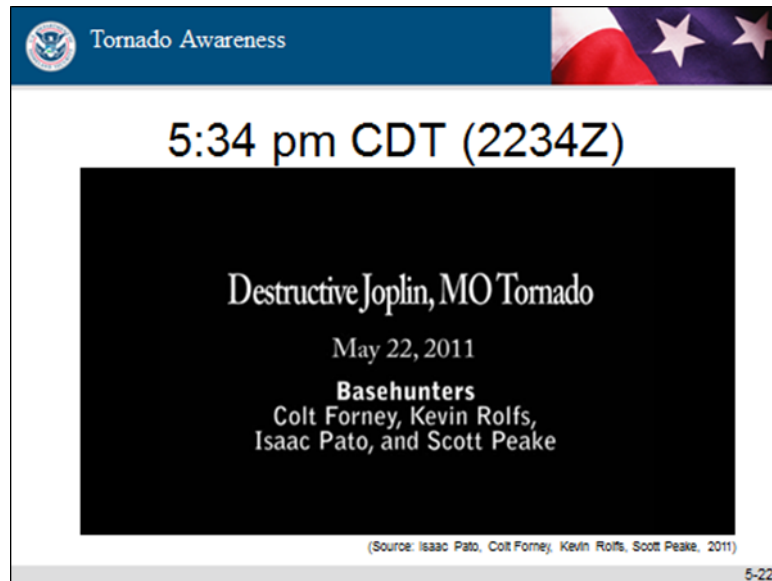 Tornado Awareness
5:34 pm CDT (2234Z)
Destructive Joplin, MO Tornado
May 22, 2011
Basehunters
Colt Forney, Kevin Rolfs,
Isaac Pato, and Scott Peake
(Source: Isaac Pato, Colt Forney, Kevin Rolfs, Scott Peake, 2011)
5-22